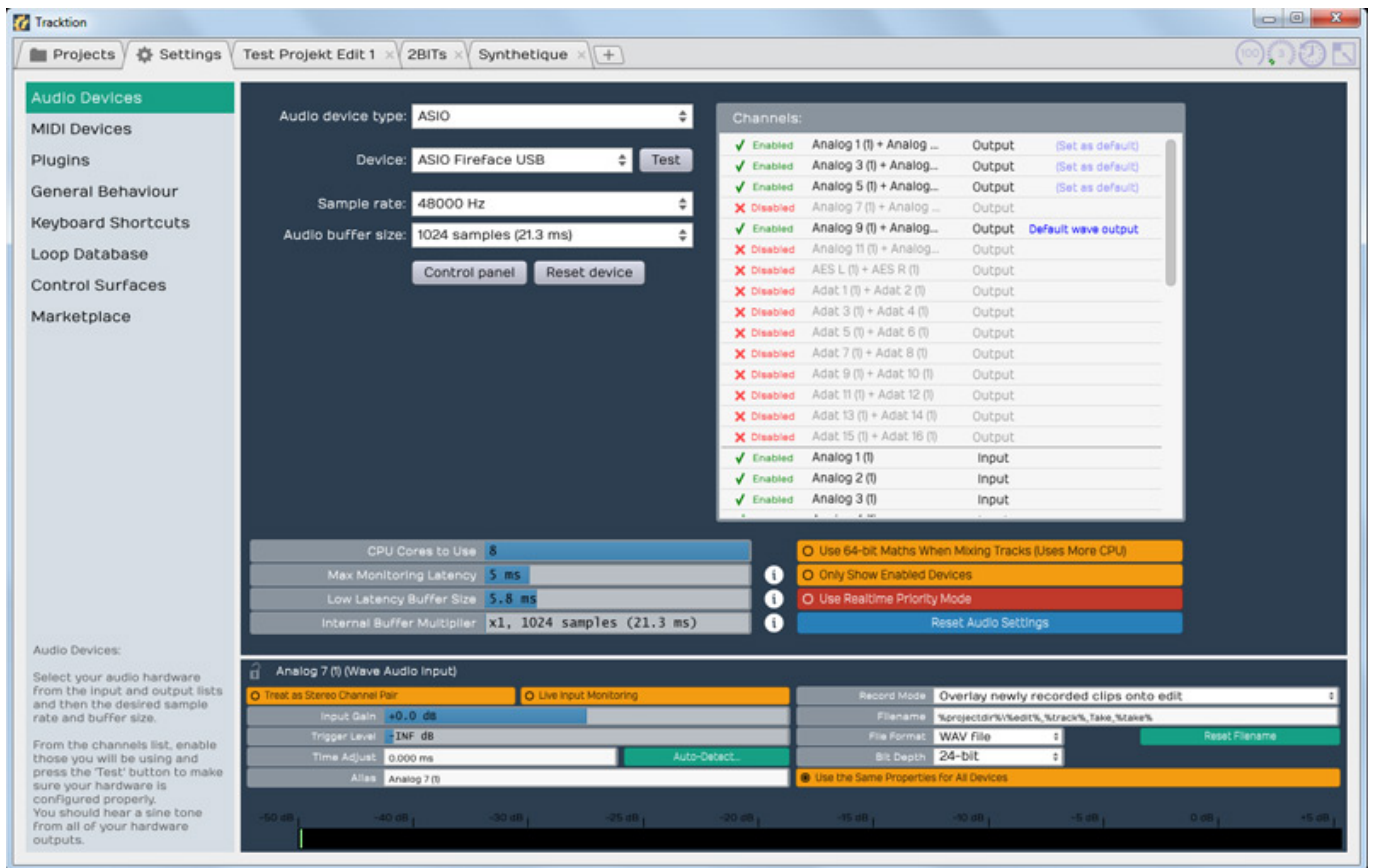 Tracktion
Projects
Settings
Test Projekt Edit 1
2BITs
Synthetique
100
Audio Devices
MIDI Devices
Plugins
General Behaviour
Keyboard Shortcuts
Loop Database
Control Surfaces
Marketplace
Audio Devices:
Select your audio hardware
from the input and output lists
and then the desired sample
rate and buffer size.
From the channels list, enable
those you will be using and
press the 'Test' button to make
sure your hardware is
configured properly.
You should hear a sine tone
from all of your hardware
outputs.
Audio device type: ASIO
Device: ASIO Fireface USB Test
Sample rate: 48000 Hz
Audio buffer size: 1024 samples (21.3 ms)
Control panel Reset device
Channels:
Enabled Analog 1 (1) + Analog ... Output (Set as default)
Enabled Analog 3 (1) + Analog... Output (Set as default)
Enabled Analog 5 (1) + Analog... Output (Set as default)
Disabled Analog 7 (1) + Analog ... Output
Enabled Analog 9 (1) + Analog... Output Default wave output
Disabled Analog 11 (1) + Analog... Output
Disabled AES L (1) + AES R (1) Output
Disabled Adat 1 (1) + Adat 2 (1) Output
Disabled Adat 3 (1) + Adat 4 (1) Output
Disabled Adat 5 (1) + Adat 6 (1) Output
Disabled Adat 7 (1) + Adat 8 (1) Output
Disabled Adat 9 (1) + Adat 10 (1) Output
Disabled Adat 11 (1) + Adat 12 (1) Output
Disabled Adat 13 (1) + Adat 14 (1) Output
Disabled Adat 15 (1) + Adat 16 (1) Output
Enabled Analog 1 (1) Input
Enabled Analog 2 (1) Input
Enabled Analog 3 (1) Input
CPU Cores to Use 8
Max Monitoring Latency 5 ms
Low Latency Buffer Size 5.8 ms
Internal Buffer Multiplier x1, 1024 samples (21.3 ms)
Use 64-bit Maths When Mixing Tracks (Uses More CPU)
Only Show Enabled Devices
Use Realtime Priority Mode
Reset Audio Settings
Analog 7 (1) (Wave Audio Input)
Treat as Stereo Channel Pair Live Input Monitoring
Input Gain +0.0 dB
Trigger Level -INF dB
Time Adjust 0.000 ms Auto-Detect...
Alias Analog 7 (1)
Record Mode Overlay newly recorded clips onto edit
Filename %projectdir%\%edit%_%track%_Take_%take%
File Format WAV file Reset Filename
Bit Depth 24-bit
Use the Same Properties for All Devices
-50 dB -40 dB -30 dB -25 dB -20 dB -15 dB -10 dB -5 dB 0 dB +5 dB